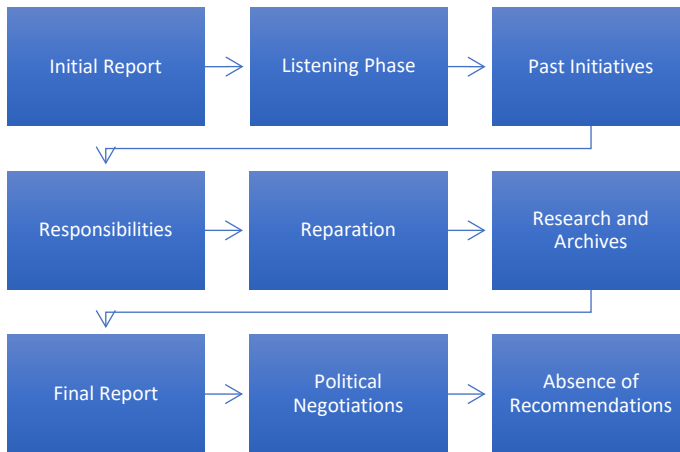 Initial Report
Listening Phase
Past Initiatives
Responsibilities
Reparation
Research and
Archives
Final Report
Political
Negotiations
Absence of
Recommendations